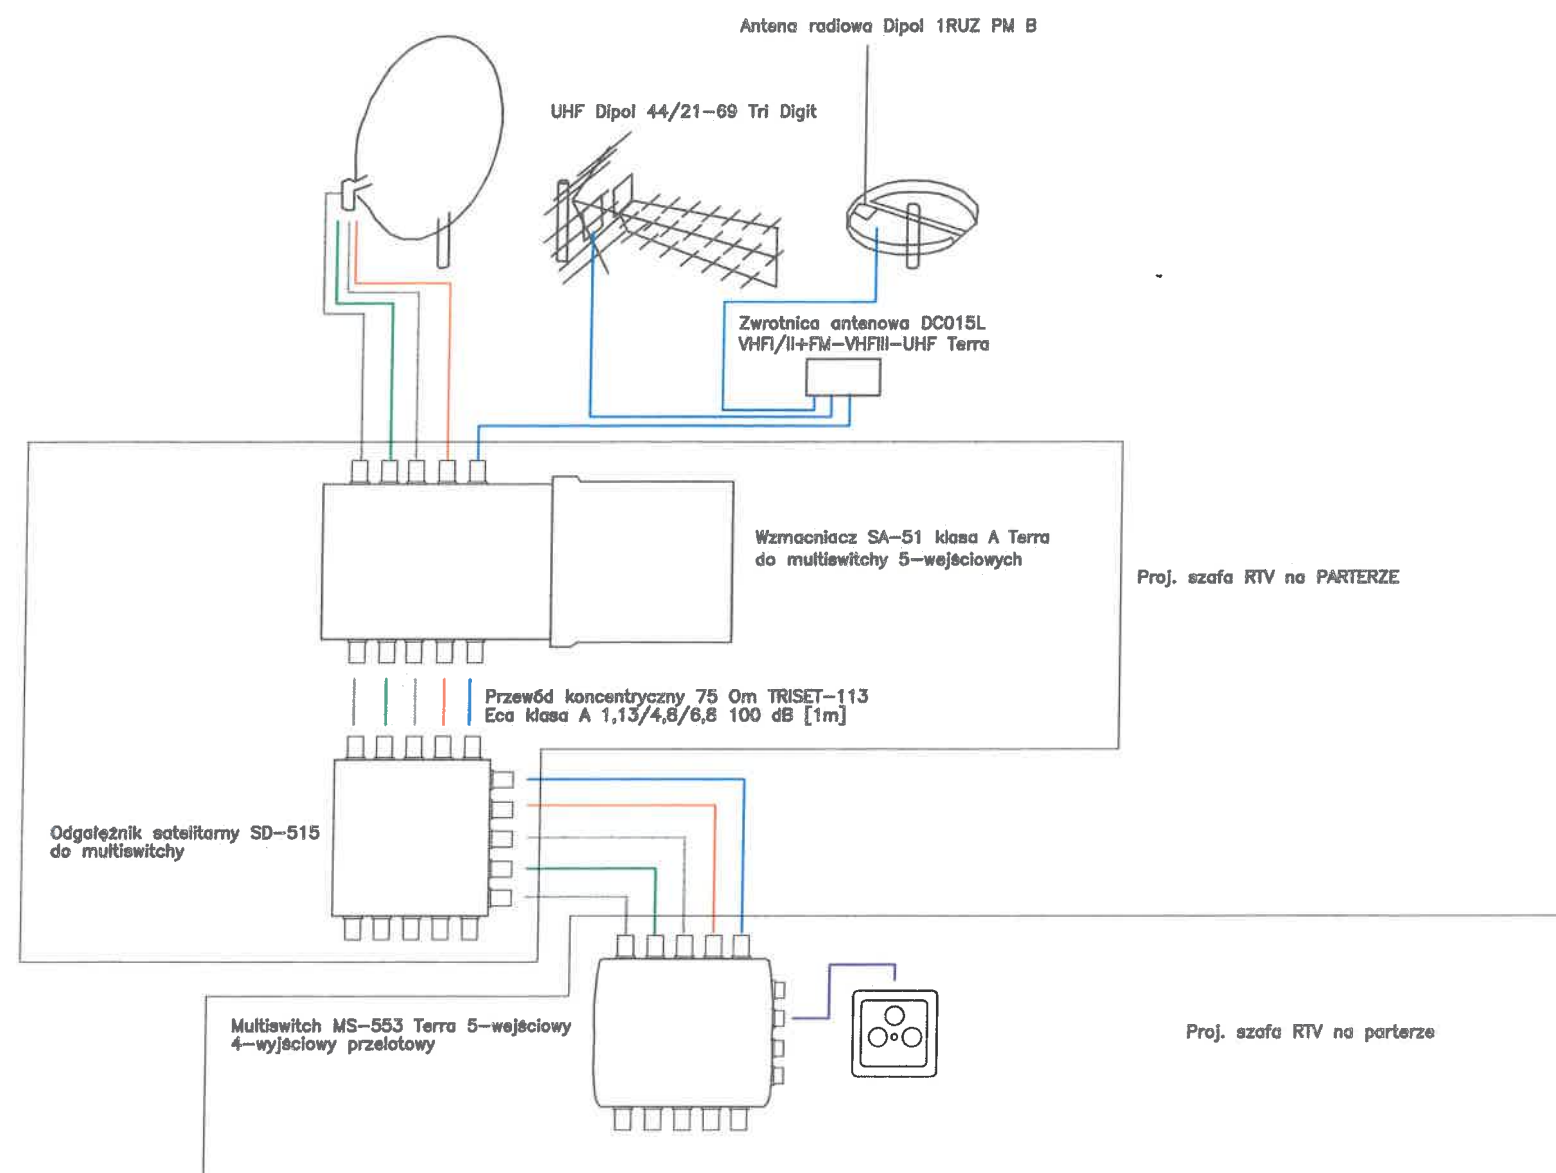 Antena radiowa Dipol 1RUZ PM B
UHF Dipol 44/21-69 Tri Digit
Zwrotnica antenowa DC015L
VHFI/II+FM-VHFIII-UHF Terra
Wzmacniacz SA-51 klasa A Terra
do multiswitchy 5-wejściowych
Proj. szafa RTV na PARTERZE
Przewód koncentryczny 75 Om TRISET-113
Eca klasa A 1,13/4,8/6,8 100 dB [1m]
Odgałęźnik satelitarny SD-515
do multiswitchy
Multiswitch MS-553 Terra 5-wejściowy
4-wyjściowy przelotowy
Proj. szafa RTV na parterze